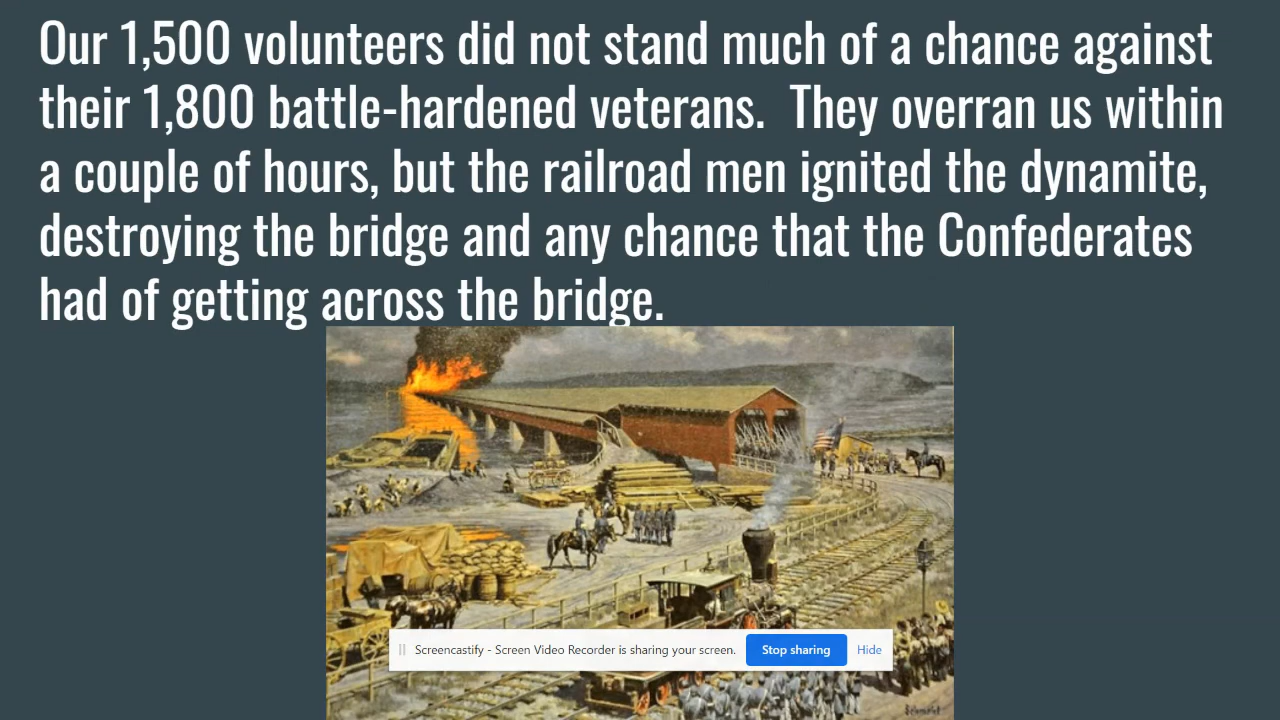 Our 1,500 volunteers did not stand much of a chance against
their 1,800 battle-hardened veterans.  They overran us within
a couple of hours, but the railroad men ignited the dynamite,
destroying the bridge and any chance that the Confederates
had of getting across the bridge.
Screencastify - Screen Video Recorder is sharing your screen. Stop sharing Hide